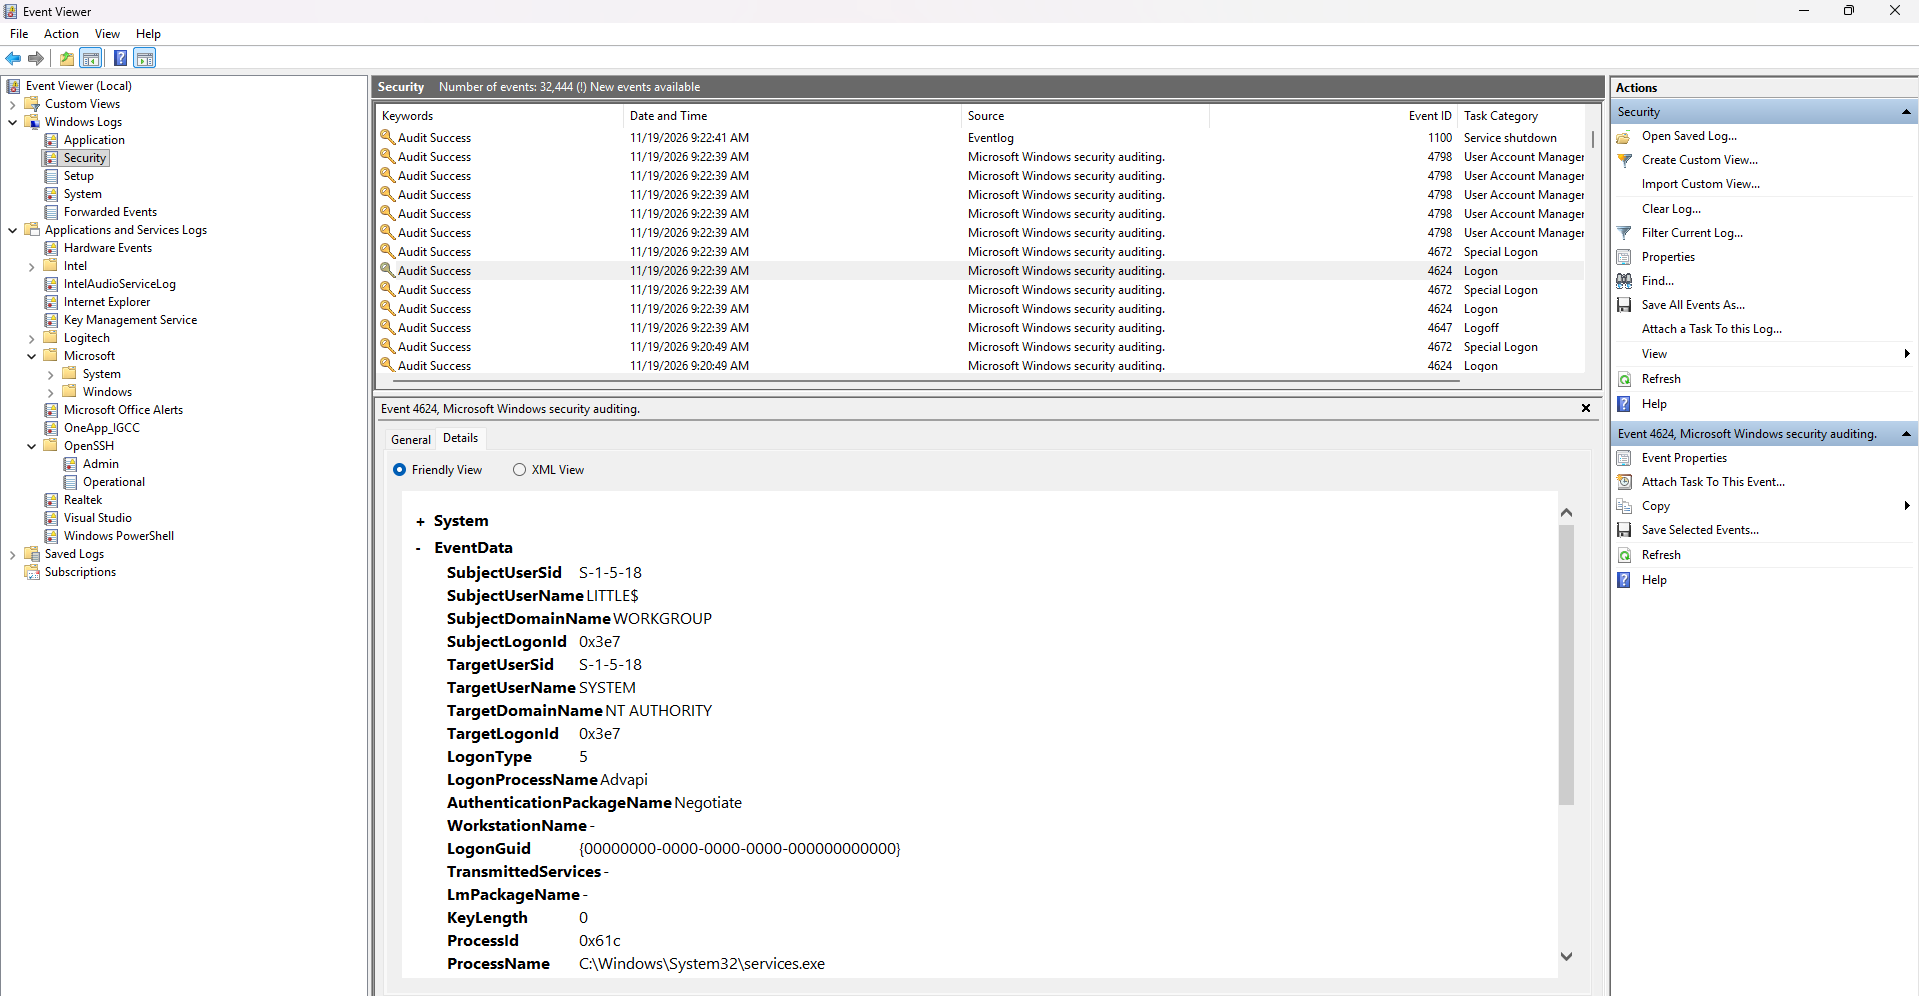 Event Viewer
File Action View Help
Event Viewer (Local)
Custom Views
Windows Logs
Application
Security
Setup
System
Forwarded Events
Applications and Services Logs
Hardware Events
Intel
IntelAudioServiceLog
Internet Explorer
Key Management Service
Logitech
Microsoft
System
Windows
Microsoft Office Alerts
OneApp_IGCC
OpenSSH
Admin
Operational
Realtek
Visual Studio
Windows PowerShell
Saved Logs
Subscriptions
Security Number of events: 32,444 (!) New events available
Keywords Date and Time Source Event ID Task Category
Audit Success 11/19/2026 9:22:41 AM Eventlog 1100 Service shutdown
Audit Success 11/19/2026 9:22:39 AM Microsoft Windows security auditing. 4798 User Account Manager
Audit Success 11/19/2026 9:22:39 AM Microsoft Windows security auditing. 4798 User Account Manager
Audit Success 11/19/2026 9:22:39 AM Microsoft Windows security auditing. 4798 User Account Manager
Audit Success 11/19/2026 9:22:39 AM Microsoft Windows security auditing. 4798 User Account Manager
Audit Success 11/19/2026 9:22:39 AM Microsoft Windows security auditing. 4798 User Account Manager
Audit Success 11/19/2026 9:22:39 AM Microsoft Windows security auditing. 4672 Special Logon
Audit Success 11/19/2026 9:22:39 AM Microsoft Windows security auditing. 4624 Logon
Audit Success 11/19/2026 9:22:39 AM Microsoft Windows security auditing. 4672 Special Logon
Audit Success 11/19/2026 9:22:39 AM Microsoft Windows security auditing. 4624 Logon
Audit Success 11/19/2026 9:22:39 AM Microsoft Windows security auditing. 4647 Logoff
Audit Success 11/19/2026 9:20:49 AM Microsoft Windows security auditing. 4672 Special Logon
Audit Success 11/19/2026 9:20:49 AM Microsoft Windows security auditing. 4624 Logon
Event 4624, Microsoft Windows security auditing.
General Details
Friendly View XML View
+ System
- EventData
SubjectUserSid S-1-5-18
SubjectUserName LITTLE$
SubjectDomainName WORKGROUP
SubjectLogonId 0x3e7
TargetUserSid S-1-5-18
TargetUserName SYSTEM
TargetDomainName NT AUTHORITY
TargetLogonId 0x3e7
LogonType 5
LogonProcessName Advapi
AuthenticationPackageName Negotiate
WorkstationName -
LogonGuid {00000000-0000-0000-0000-000000000000}
TransmittedServices -
LmPackageName -
KeyLength 0
ProcessId 0x61c
ProcessName C:\Windows\System32\services.exe
Actions
Security
Open Saved Log...
Create Custom View...
Import Custom View...
Clear Log...
Filter Current Log...
Properties
Find...
Save All Events As...
Attach a Task To this Log...
View
Refresh
Help
Event 4624, Microsoft Windows security auditing.
Event Properties
Attach Task To This Event...
Copy
Save Selected Events...
Refresh
Help